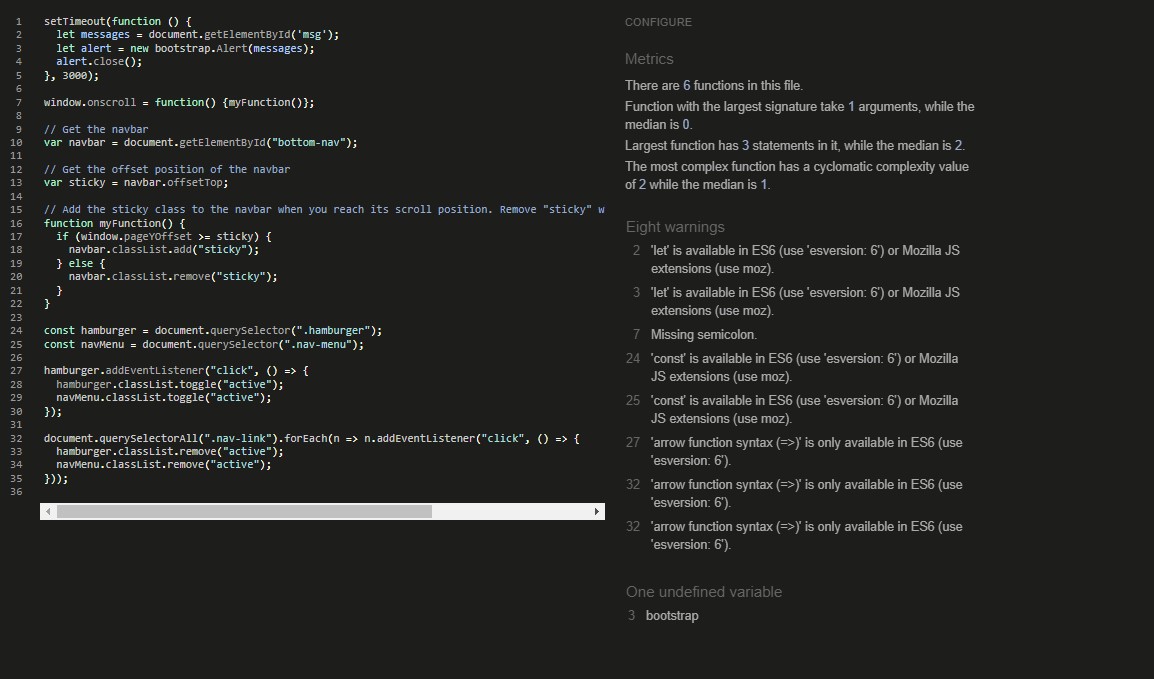 1 setTimeout(function () {
2   let messages = document.getElementById('msg');
3   let alert = new bootstrap.Alert(messages);
4   alert.close();
5 }, 3000);
6
7 window.onscroll = function() {myFunction()};
8
9 // Get the navbar
10 var navbar = document.getElementById("bottom-nav");
11
12 // Get the offset position of the navbar
13 var sticky = navbar.offsetTop;
14
15 // Add the sticky class to the navbar when you reach its scroll position. Remove "sticky" w
16 function myFunction() {
17   if (window.pageYOffset >= sticky) {
18     navbar.classList.add("sticky");
19   } else {
20     navbar.classList.remove("sticky");
21   }
22 }
23
24 const hamburger = document.querySelector(".hamburger");
25 const navMenu = document.querySelector(".nav-menu");
26
27 hamburger.addEventListener("click", () => {
28   hamburger.classList.toggle("active");
29   navMenu.classList.toggle("active");
30 });
31
32 document.querySelectorAll(".nav-link").forEach(n => n.addEventListener("click", () => {
33   hamburger.classList.remove("active");
34   navMenu.classList.remove("active");
35 }));
36
CONFIGURE
Metrics
There are 6 functions in this file.
Function with the largest signature take 1 arguments, while the
median is 0.
Largest function has 3 statements in it, while the median is 2.
The most complex function has a cyclomatic complexity value
of 2 while the median is 1.
Eight warnings
2 'let' is available in ES6 (use 'esversion: 6') or Mozilla JS
extensions (use moz).
3 'let' is available in ES6 (use 'esversion: 6') or Mozilla JS
extensions (use moz).
7 Missing semicolon.
24 'const' is available in ES6 (use 'esversion: 6') or Mozilla
JS extensions (use moz).
25 'const' is available in ES6 (use 'esversion: 6') or Mozilla
JS extensions (use moz).
27 'arrow function syntax (=>)' is only available in ES6 (use
'esversion: 6').
32 'arrow function syntax (=>)' is only available in ES6 (use
'esversion: 6').
32 'arrow function syntax (=>)' is only available in ES6 (use
'esversion: 6').
One undefined variable
3 bootstrap